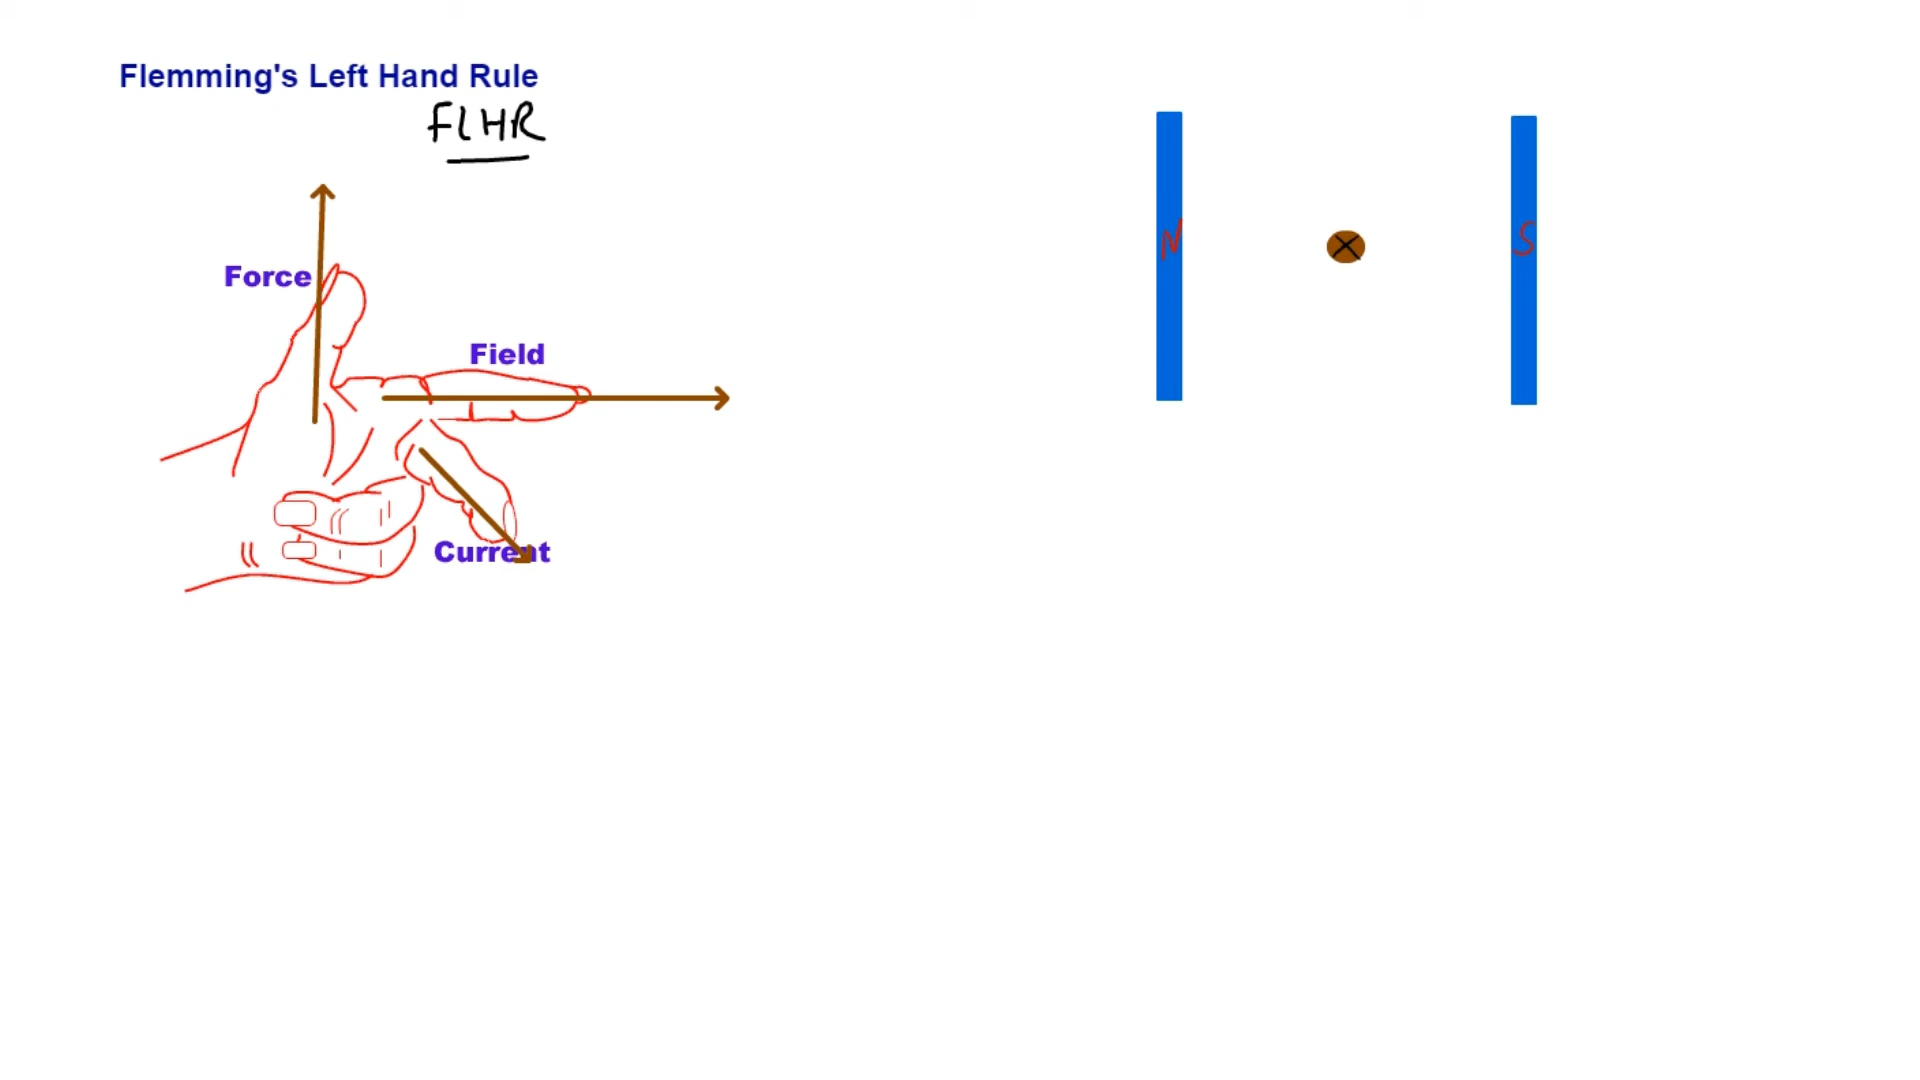 Flemming's Left Hand Rule
FLHR
Force
Field
Current
N
S